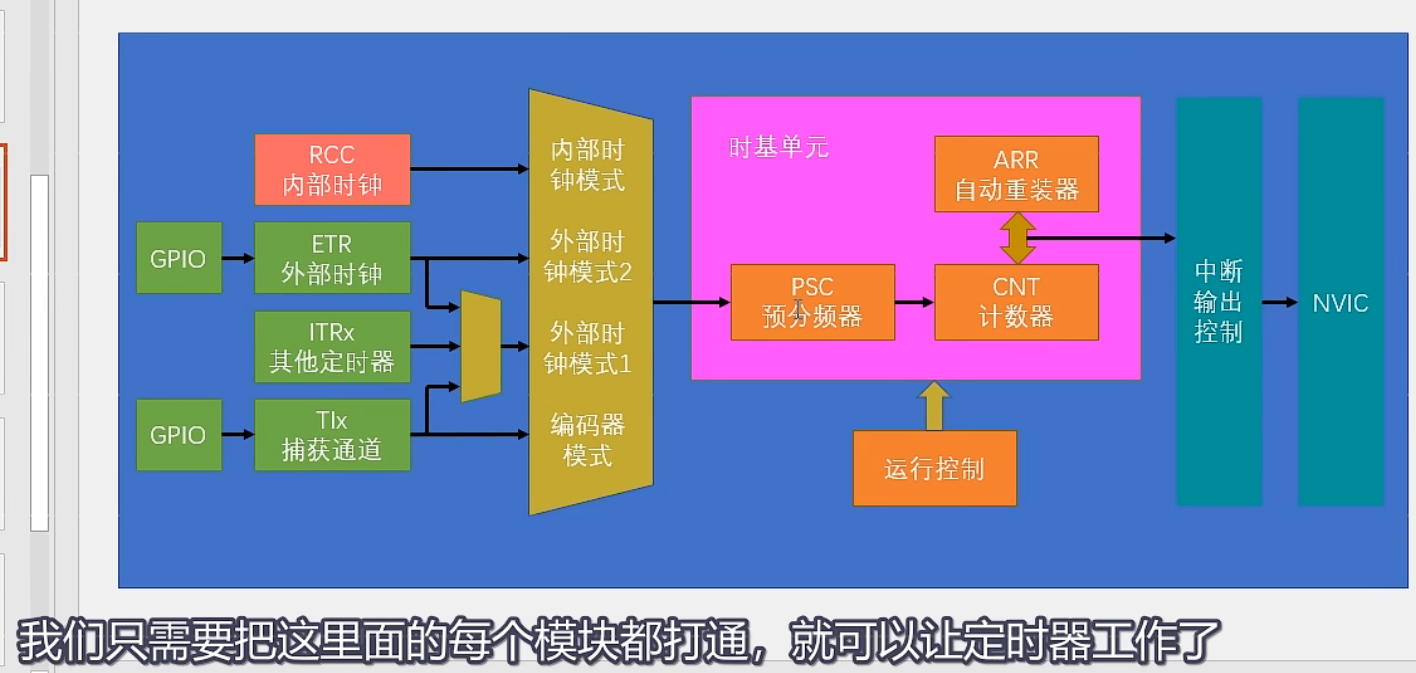 RCC
内部时钟
内部时
钟模式
时基单元
ARR
自动重装器
GPIO
ETR
外部时钟
外部时
钟模式2
PSC
预分频器
CNT
计数器
中断
输出
控制
NVIC
ITRx
其他定时器
外部时
钟模式1
GPIO
TIx
捕获通道
编码器
模式
运行控制
我们只需要把这里面的每个模块都打通，就可以让定时器工作了